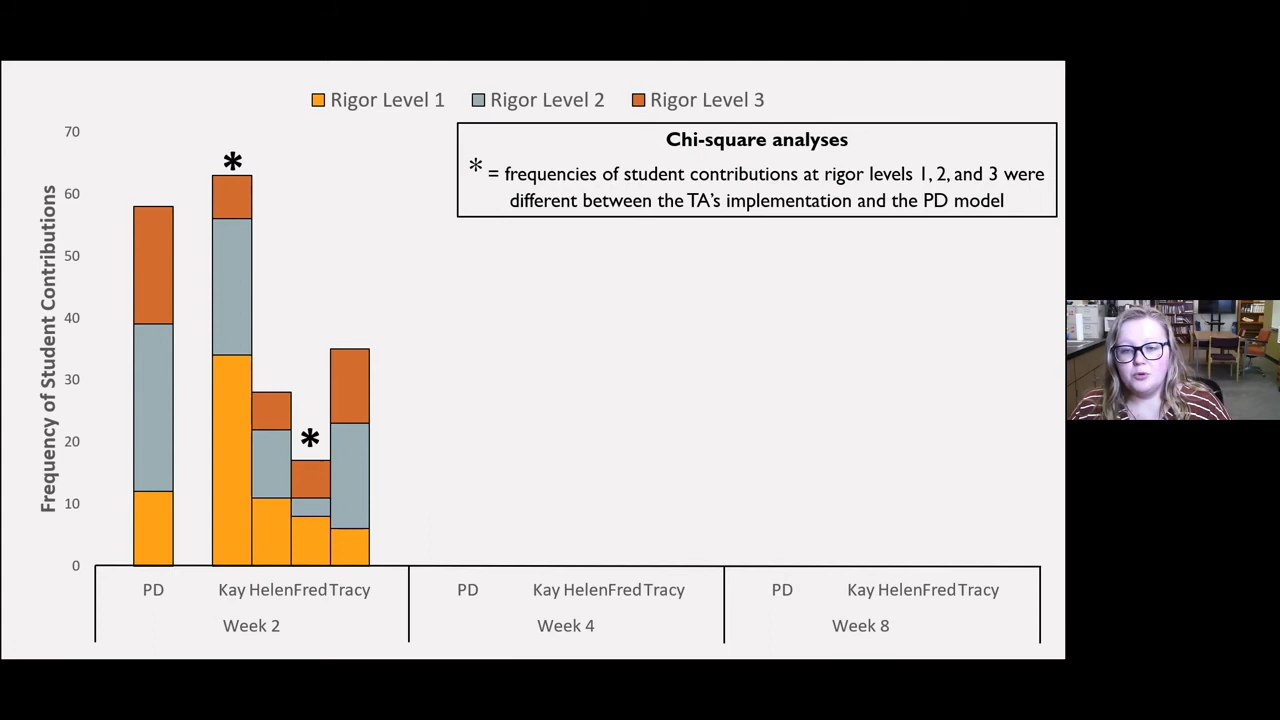 Rigor Level 1 Rigor Level 2 Rigor Level 3
Chi-square analyses
* = frequencies of student contributions at rigor levels 1, 2, and 3 were
different between the TA's implementation and the PD model
Frequency of Student Contributions
70
60
50
40
30
20
10
0
*
*
PD Kay Helen Fred Tracy PD Kay Helen Fred Tracy PD Kay Helen Fred Tracy
Week 2 Week 4 Week 8